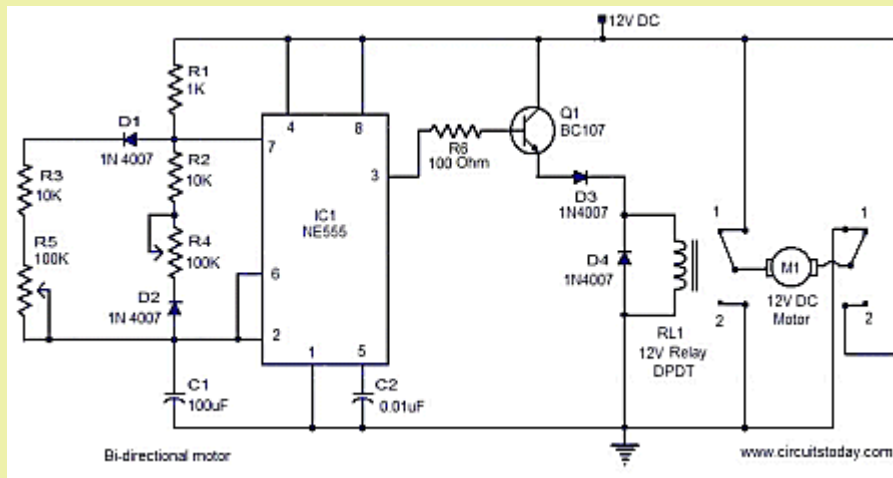 12V DC
R1
1K
D1
1N 4007
R3
10K
R2
10K
R5
100K
R4
100K
D2
1N 4007
C1
100uF
4
8
7
3
IC1
NE555
6
2
1
5
C2
0.01uF
R6
100 Ohm
Q1
BC107
D3
1N4007
D4
1N4007
RL1
12V Relay
DPDT
1
1
M1
12V DC
Motor
2
2
Bi-directional motor
www.circuitstoday.com